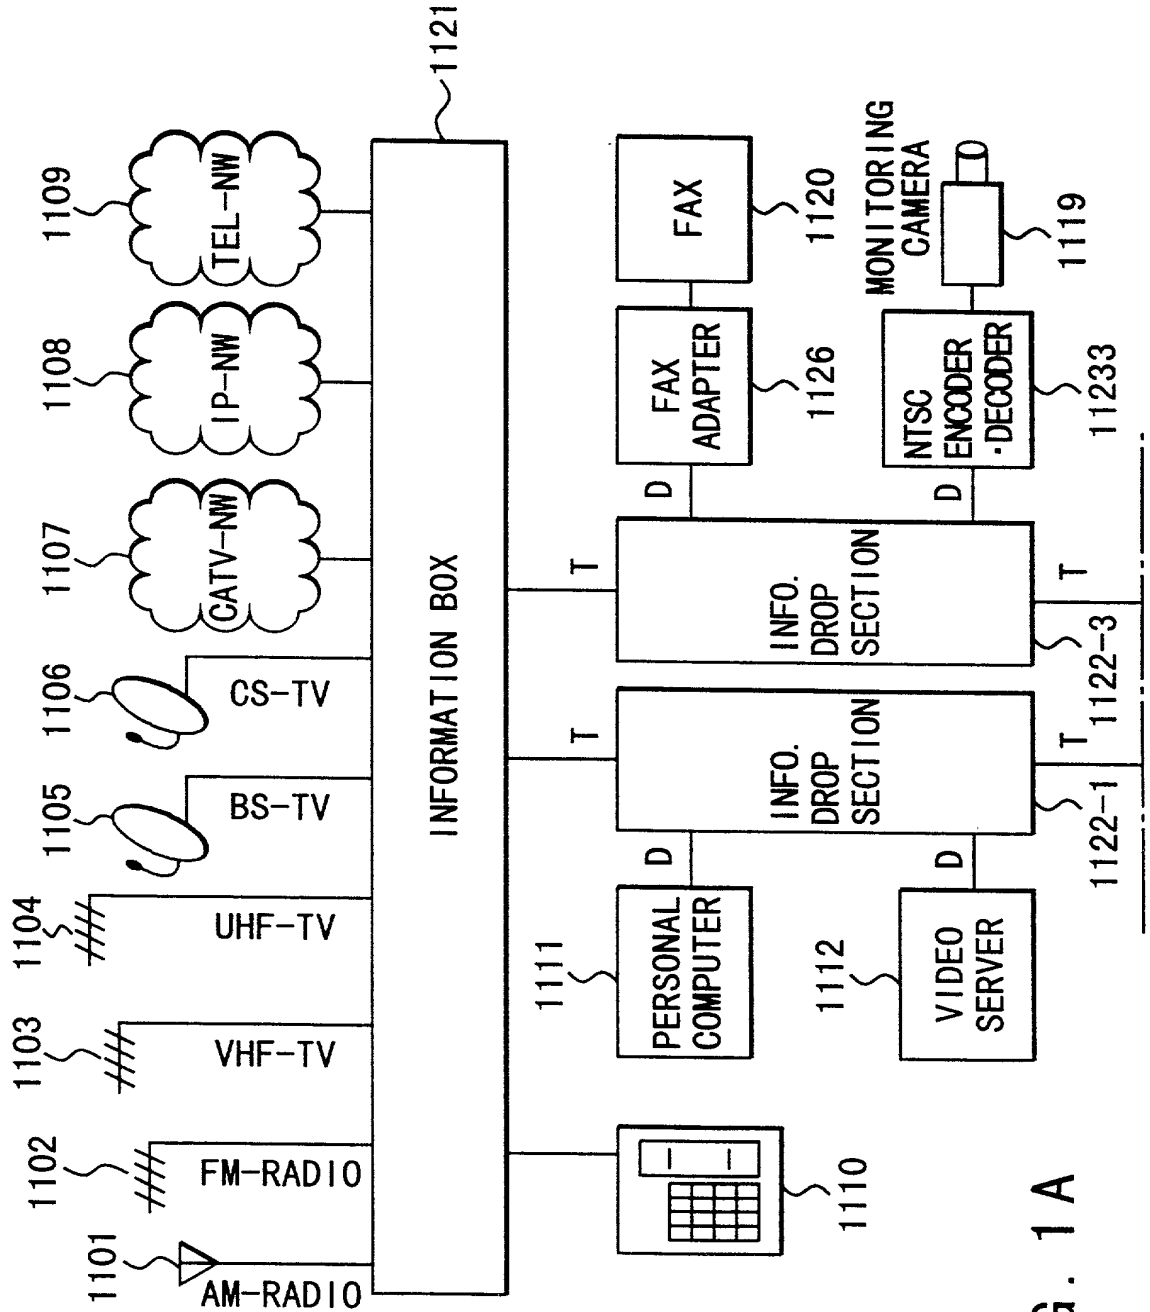 1101
1102
1103
1104
1105
1106
1107
1108
1109
AM-RADIO
FM-RADIO
VHF-TV
UHF-TV
BS-TV
CS-TV
CATV-NW
IP-NW
TEL-NW
INFORMATION BOX
1121
T
T
1110
1111
PERSONAL
COMPUTER
D
INFO.
DROP
SECTION
INFO.
DROP
SECTION
D
FAX
ADAPTER
FAX
1126
1120
1112
VIDEO
SERVER
D
D
NTSC
ENCODER
·DECODER
MONITORING
CAMERA
11233
1119
1122-1
T
1122-3
T
G. 1A